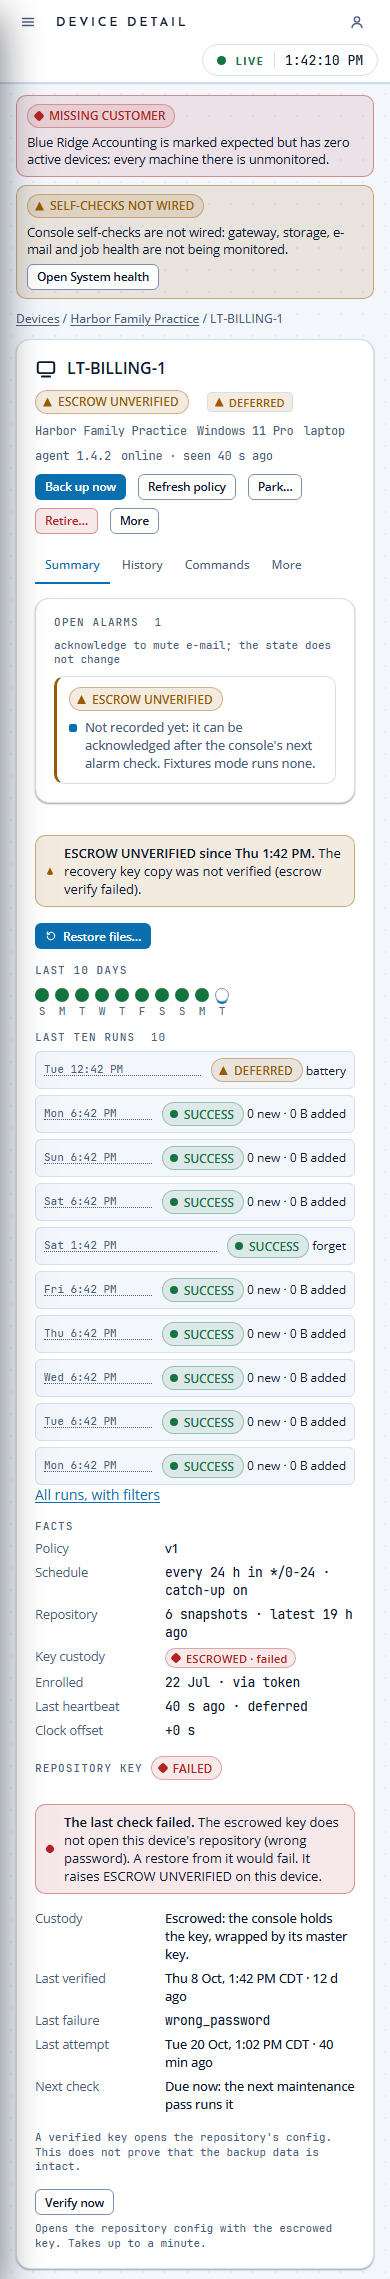 DEVICE DETAIL
LIVE 1:42:10 PM
MISSING CUSTOMER
Blue Ridge Accounting is marked expected but has zero
active devices: every machine there is unmonitored.
SELF-CHECKS NOT WIRED
Console self-checks are not wired: gateway, storage, e-
mail and job health are not being monitored.
Open System health
Devices / Harbor Family Practice / LT-BILLING-1
LT-BILLING-1
ESCROW UNVERIFIED DEFERRED
Harbor Family Practice Windows 11 Pro laptop
agent 1.4.2 online · seen 40 s ago
Back up now Refresh policy Park...
Retire... More
Summary History Commands More
OPEN ALARMS 1
acknowledge to mute e-mail; the state does
not change
ESCROW UNVERIFIED
Not recorded yet: it can be
acknowledged after the console's next
alarm check. Fixtures mode runs none.
ESCROW UNVERIFIED since Thu 1:42 PM. The
recovery key copy was not verified (escrow
verify failed).
Restore files...
LAST 10 DAYS
S M T W T F S S M T
LAST TEN RUNS 10
Tue 12:42 PM DEFERRED battery
Mon 6:42 PM SUCCESS 0 new · 0 B added
Sun 6:42 PM SUCCESS 0 new · 0 B added
Sat 6:42 PM SUCCESS 0 new · 0 B added
Sat 1:42 PM SUCCESS forget
Fri 6:42 PM SUCCESS 0 new · 0 B added
Thu 6:42 PM SUCCESS 0 new · 0 B added
Wed 6:42 PM SUCCESS 0 new · 0 B added
Tue 6:42 PM SUCCESS 0 new · 0 B added
Mon 6:42 PM SUCCESS 0 new · 0 B added
All runs, with filters
FACTS
Policy v1
Schedule every 24 h in */0-24 ·
catch-up on
Repository 6 snapshots · latest 19 h
ago
Key custody ESCROWED · failed
Enrolled 22 Jul · via token
Last heartbeat 40 s ago · deferred
Clock offset +0 s
REPOSITORY KEY FAILED
The last check failed. The escrowed key does
not open this device's repository (wrong
password). A restore from it would fail. It
raises ESCROW UNVERIFIED on this device.
Custody Escrowed: the console holds
the key, wrapped by its master
key.
Last verified Thu 8 Oct, 1:42 PM CDT · 12 d
ago
Last failure wrong_password
Last attempt Tue 20 Oct, 1:02 PM CDT · 40
min ago
Next check Due now: the next maintenance
pass runs it
A verified key opens the repository's config.
This does not prove that the backup data is
intact.
Verify now
Opens the repository config with the escrowed
key. Takes up to a minute.